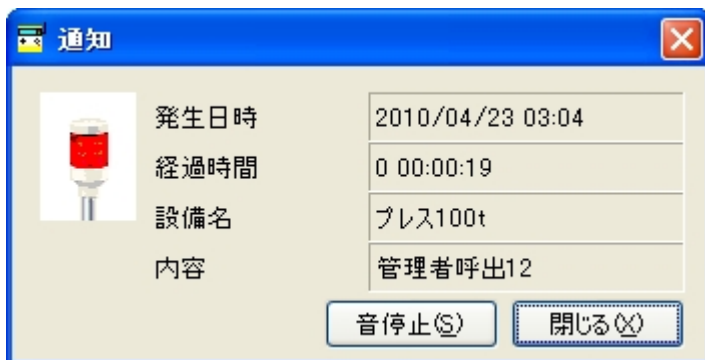 通知
発生日時 2010/04/23 03:04
経過時間 0 00:00:19
設備名 プレス100t
内容 管理者呼出12
音停止(S) 閉じる(X)